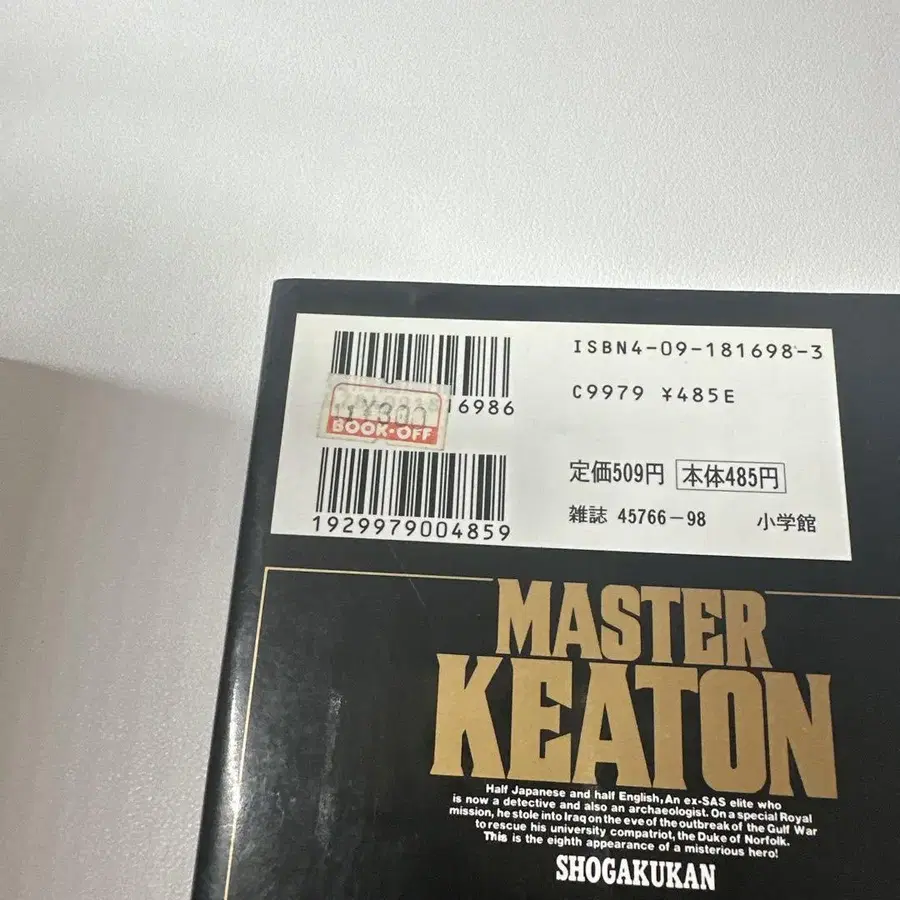 ISBN4-09-181698-3
C9979 ¥485E
16986
¥300
BOOK·OFF
1929979004859
定価509円 本体485円
雑誌 45766-98 小学館
MASTER
KEATON
Half Japanese and half English,An ex-SAS elite who
is now a detective and also an archaeologist. On a special Royal
mission, he stole into Iraq on the eve of the outbreak of the Gulf War
to rescue his university compatriot, the Duke of Norfolk.
This is the eighth appearance of a misterious hero!
SHOGAKUKAN